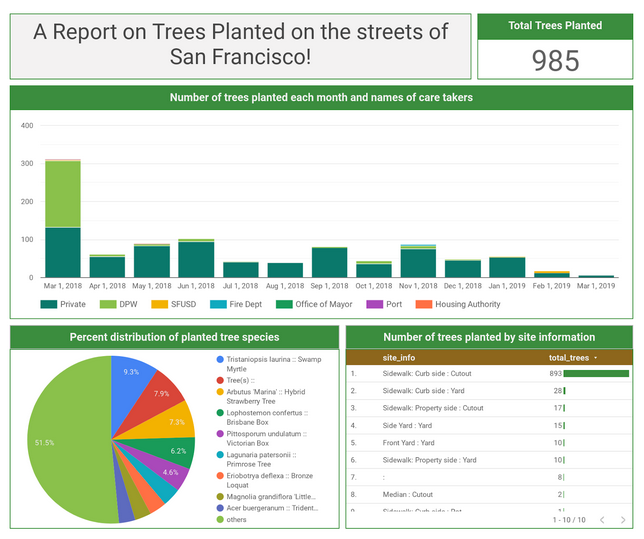 A Report on Trees Planted on the streets of
San Francisco!
Total Trees Planted
985
Number of trees planted each month and names of care takers
400
300
200
100
0
Mar 1, 2018 Apr 1, 2018 May 1, 2018 Jun 1, 2018 Jul 1, 2018 Aug 1, 2018 Sep 1, 2018 Oct 1, 2018 Nov 1, 2018 Dec 1, 2018 Jan 1, 2019 Feb 1, 2019 Mar 1, 2019
Private DPW SFUSD Fire Dept Office of Mayor Port Housing Authority
Percent distribution of planted tree species
9.3%
7.9%
7.3%
6.2%
4.6%
51.5%
Tristaniopsis laurina :: Swamp
Myrtle
Tree(s) ::
Arbutus 'Marina' :: Hybrid
Strawberry Tree
Lophostemon confertus ::
Brisbane Box
Pittosporum undulatum ::
Victorian Box
Lagunaria patersonii ::
Primrose Tree
Eriobotrya deflexa :: Bronze
Loquat
Magnolia grandiflora 'Little...
Acer buergeranum :: Trident...
others
Number of trees planted by site information
site_info total_trees
1. Sidewalk: Curb side : Cutout 893
2. Sidewalk: Curb side : Yard 28
3. Sidewalk: Property side : Cutout 17
4. Side Yard : Yard 15
5. Front Yard : Yard 10
6. Sidewalk: Property side : Yard 10
7. : 8
8. Median : Cutout 2
Sidewalk: Curb side : Pot
1 - 10 / 10